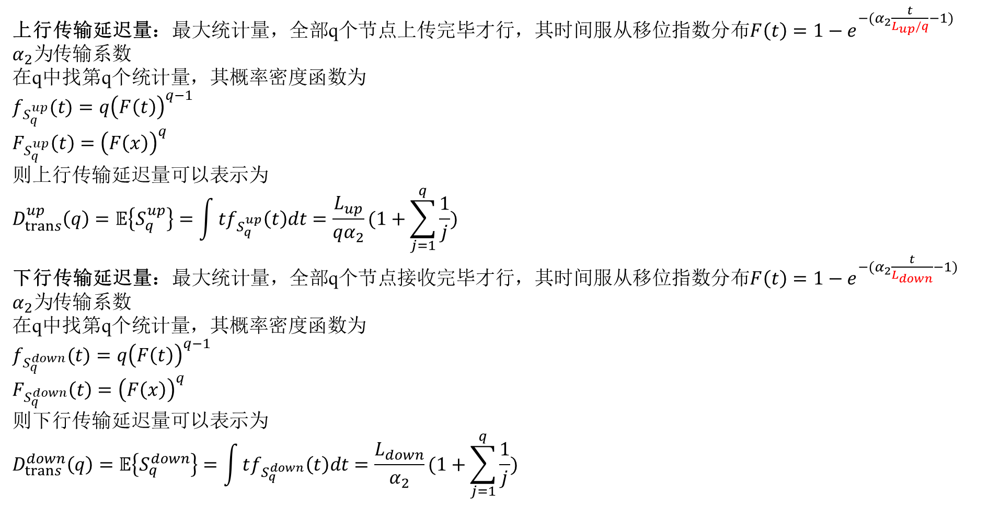 上行传输延迟量：最大统计量，全部q个节点上传完毕才行，其时间服从移位指数分布$F(t) = 1 - e^{-(\alpha_2 \frac{t}{L_{up}/q} - 1)}$
$\alpha_2$为传输系数
在q中找第q个统计量，其概率密度函数为
$f_{S_q^{up}}(t) = q(F(t))^{q-1}$
$F_{S_q^{up}}(t) = (F(x))^q$
则上行传输延迟量可以表示为
$D_{\text{trans}}^{up}(q) = \mathbb{E}\{S_q^{up}\} = \int t f_{S_q^{up}}(t)dt = \frac{L_{up}}{q\alpha_2}(1 + \sum_{j=1}^{q} \frac{1}{j})$
下行传输延迟量：最大统计量，全部q个节点接收完毕才行，其时间服从移位指数分布$F(t) = 1 - e^{-(\alpha_2 \frac{t}{L_{down}} - 1)}$
$\alpha_2$为传输系数
在q中找第q个统计量，其概率密度函数为
$f_{S_q^{down}}(t) = q(F(t))^{q-1}$
$F_{S_q^{down}}(t) = (F(x))^q$
则下行传输延迟量可以表示为
$D_{\text{trans}}^{down}(q) = \mathbb{E}\{S_q^{down}\} = \int t f_{S_q^{down}}(t)dt = \frac{L_{down}}{\alpha_2}(1 + \sum_{j=1}^{q} \frac{1}{j})$